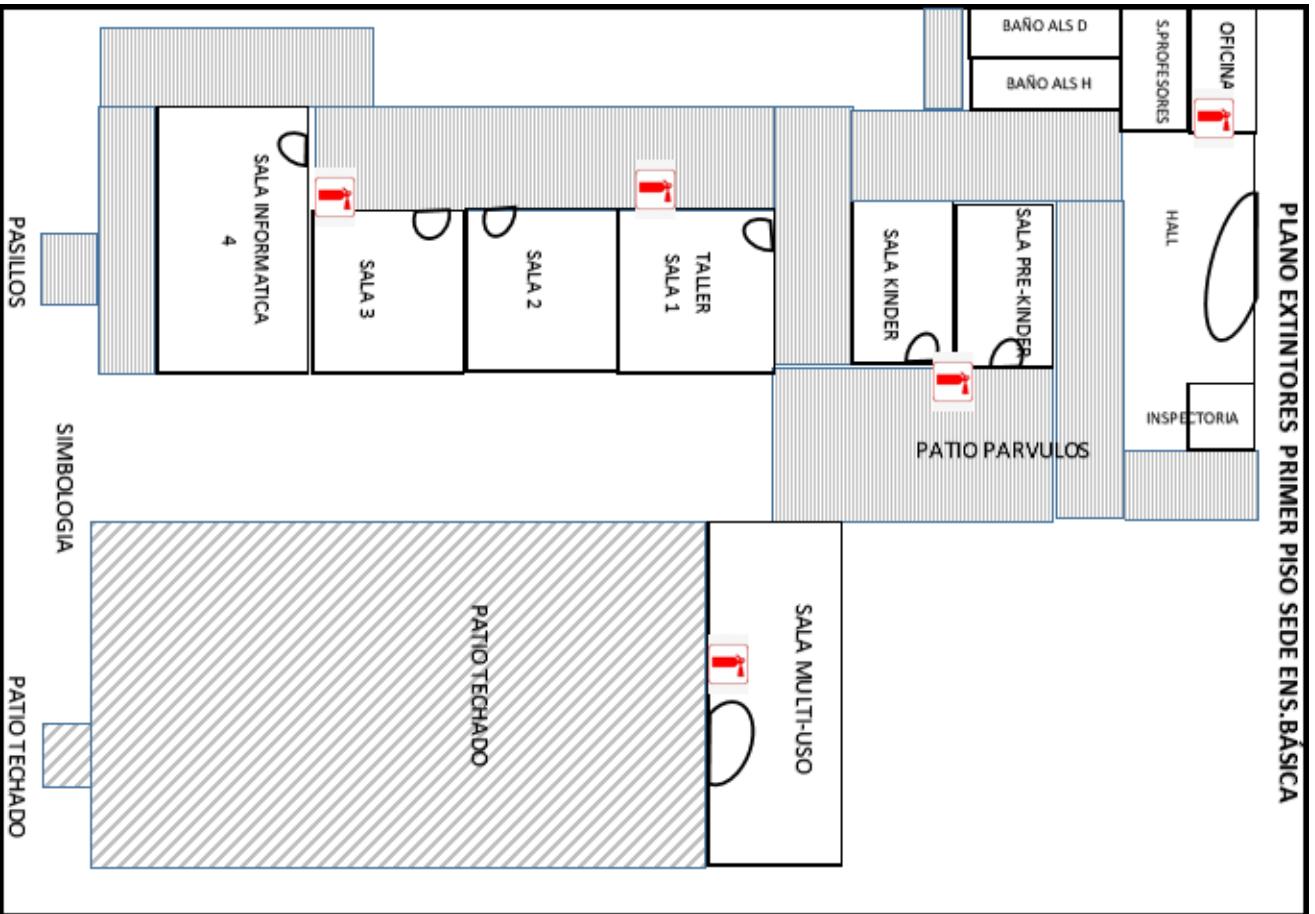 PLANO EXTINTORES PRIMER PISO SEDE ENS.BÁSICA
OFICINA
S.PROFESORES
BAÑO ALS D
BAÑO ALS H
HALL
INSPECTORIA
SALA PRE-KINDER
SALA KINDER
PATIO PARVULOS
TALLER
SALA 1
SALA 2
SALA 3
SALA INFORMATICA
4
SALA MULTI-USO
PATIO TECHADO
SIMBOLOGIA
PASILLOS
PATIO TECHADO